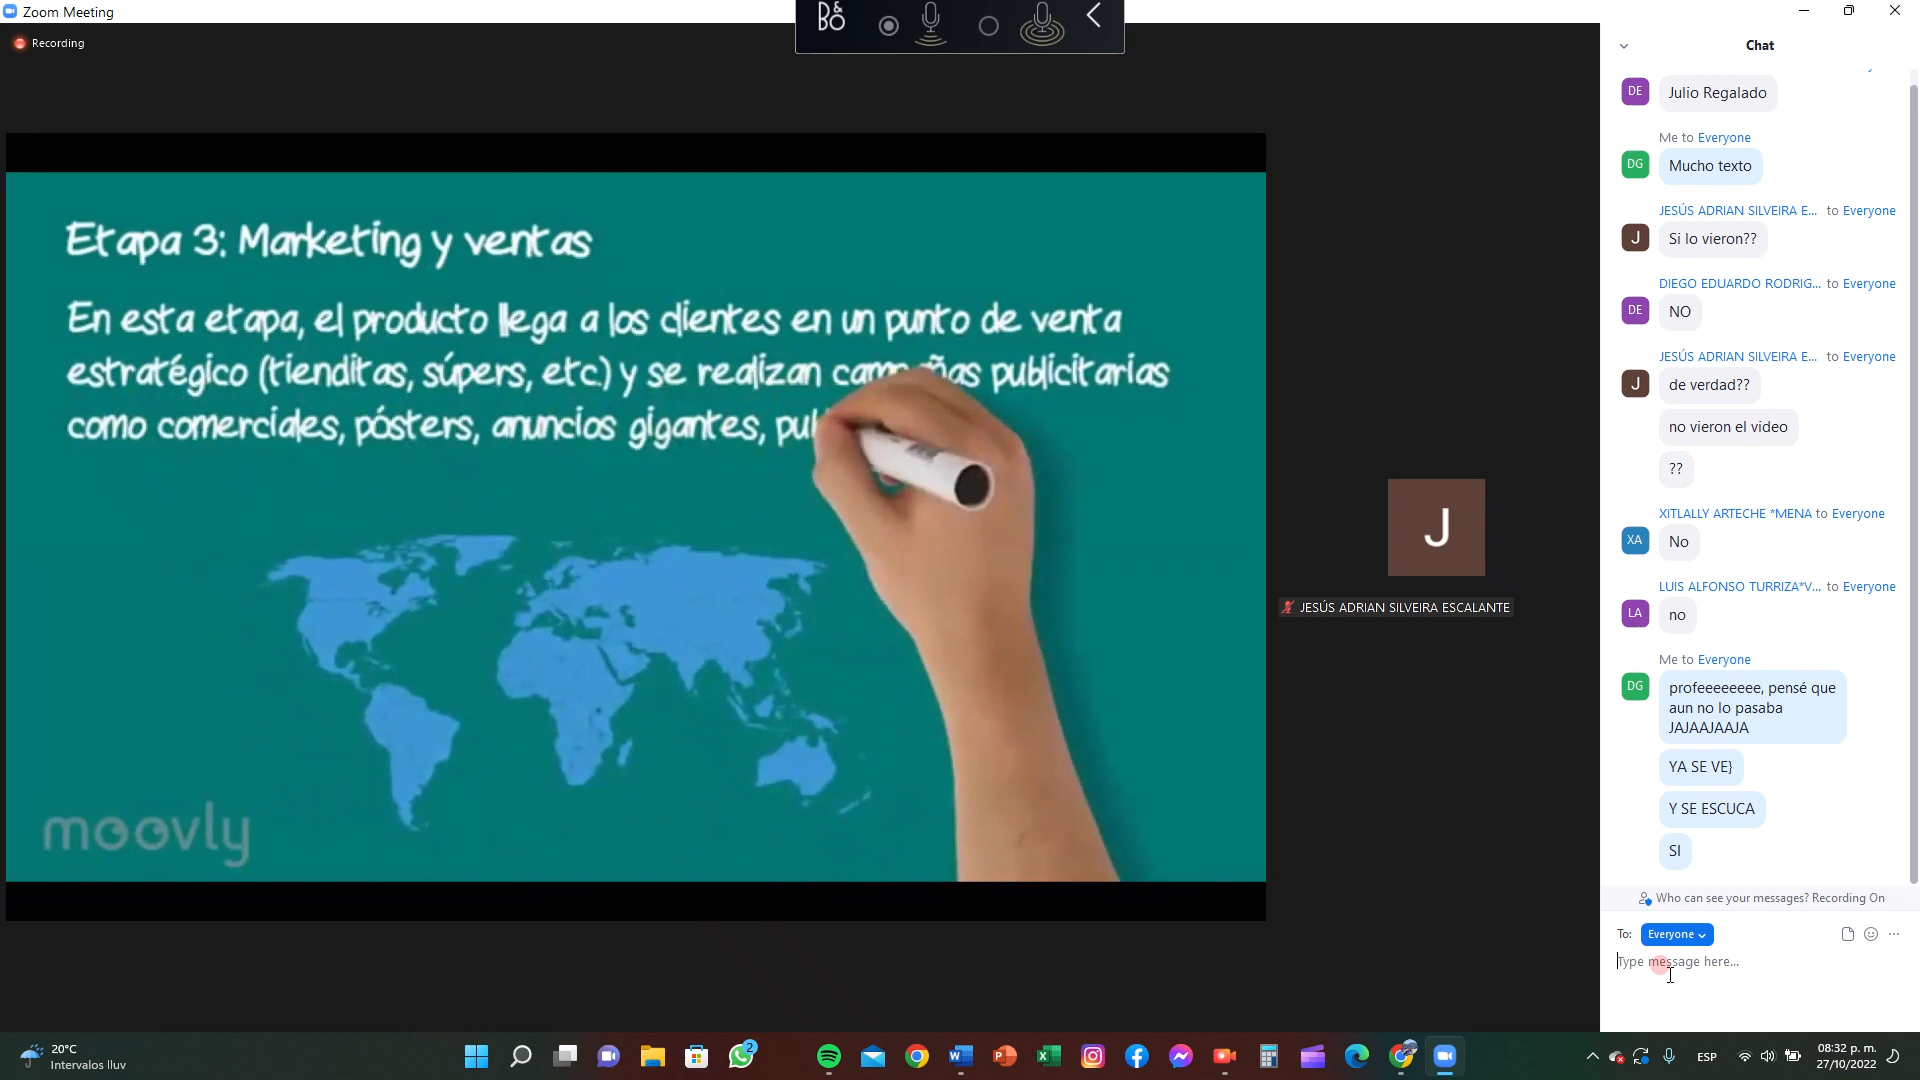 Zoom Meeting
B&O
Recording
Chat
DE
Julio Regalado
Me to Everyone
DG
Mucho texto
JESÚS ADRIAN SILVEIRA E... to Everyone
J
Si lo vieron??
DIEGO EDUARDO RODRIG... to Everyone
DE
NO
JESÚS ADRIAN SILVEIRA E... to Everyone
J
de verdad??
no vieron el video
??
XITLALLY ARTECHE *MENA to Everyone
XA
No
LUIS ALFONSO TURRIZA*V... to Everyone
LA
no
Me to Everyone
DG
profeeeeeeee, pensé que
aun no lo pasaba
JAJAAJAAJA
YA SE VE}
Y SE ESCUCA
SI
Who can see your messages? Recording On
To: Everyone
Type message here...
Etapa 3: Marketing y ventas
En esta etapa, el producto llega a los clientes en un punto de venta
estratégico (tienditas, súpers, etc) y se realizan campañas publicitarias
como comerciales, pósters, anuncios gigantes, pub
moovly
J
JESÚS ADRIAN SILVEIRA ESCALANTE
20°C
Intervalos lluv
2
ESP
08:32 p. m.
27/10/2022